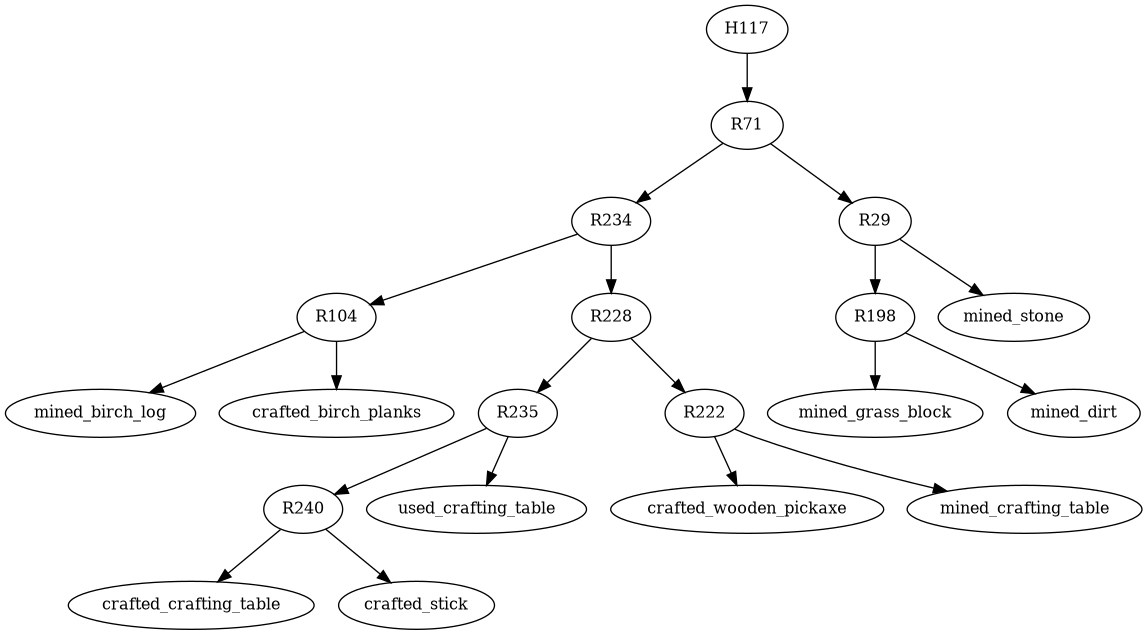 H117
R71
R234
R29
R104
R228
R198
mined_stone
mined_birch_log
crafted_birch_planks
R235
R222
mined_grass_block
mined_dirt
R240
used_crafting_table
crafted_wooden_pickaxe
mined_crafting_table
crafted_crafting_table
crafted_stick